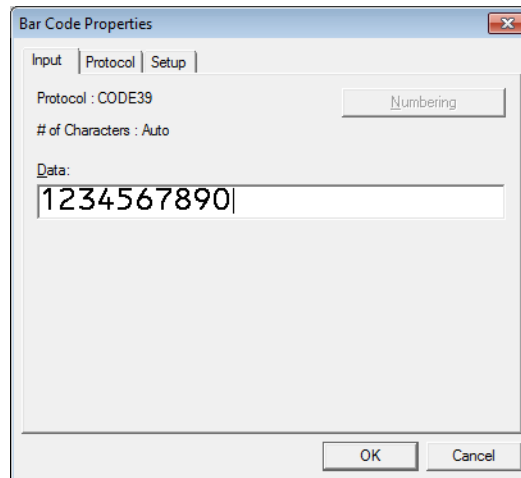 Bar Code Properties
Input Protocol Setup
Protocol : CODE39
Numbering
# of Characters : Auto
Data:
1234567890
OK Cancel